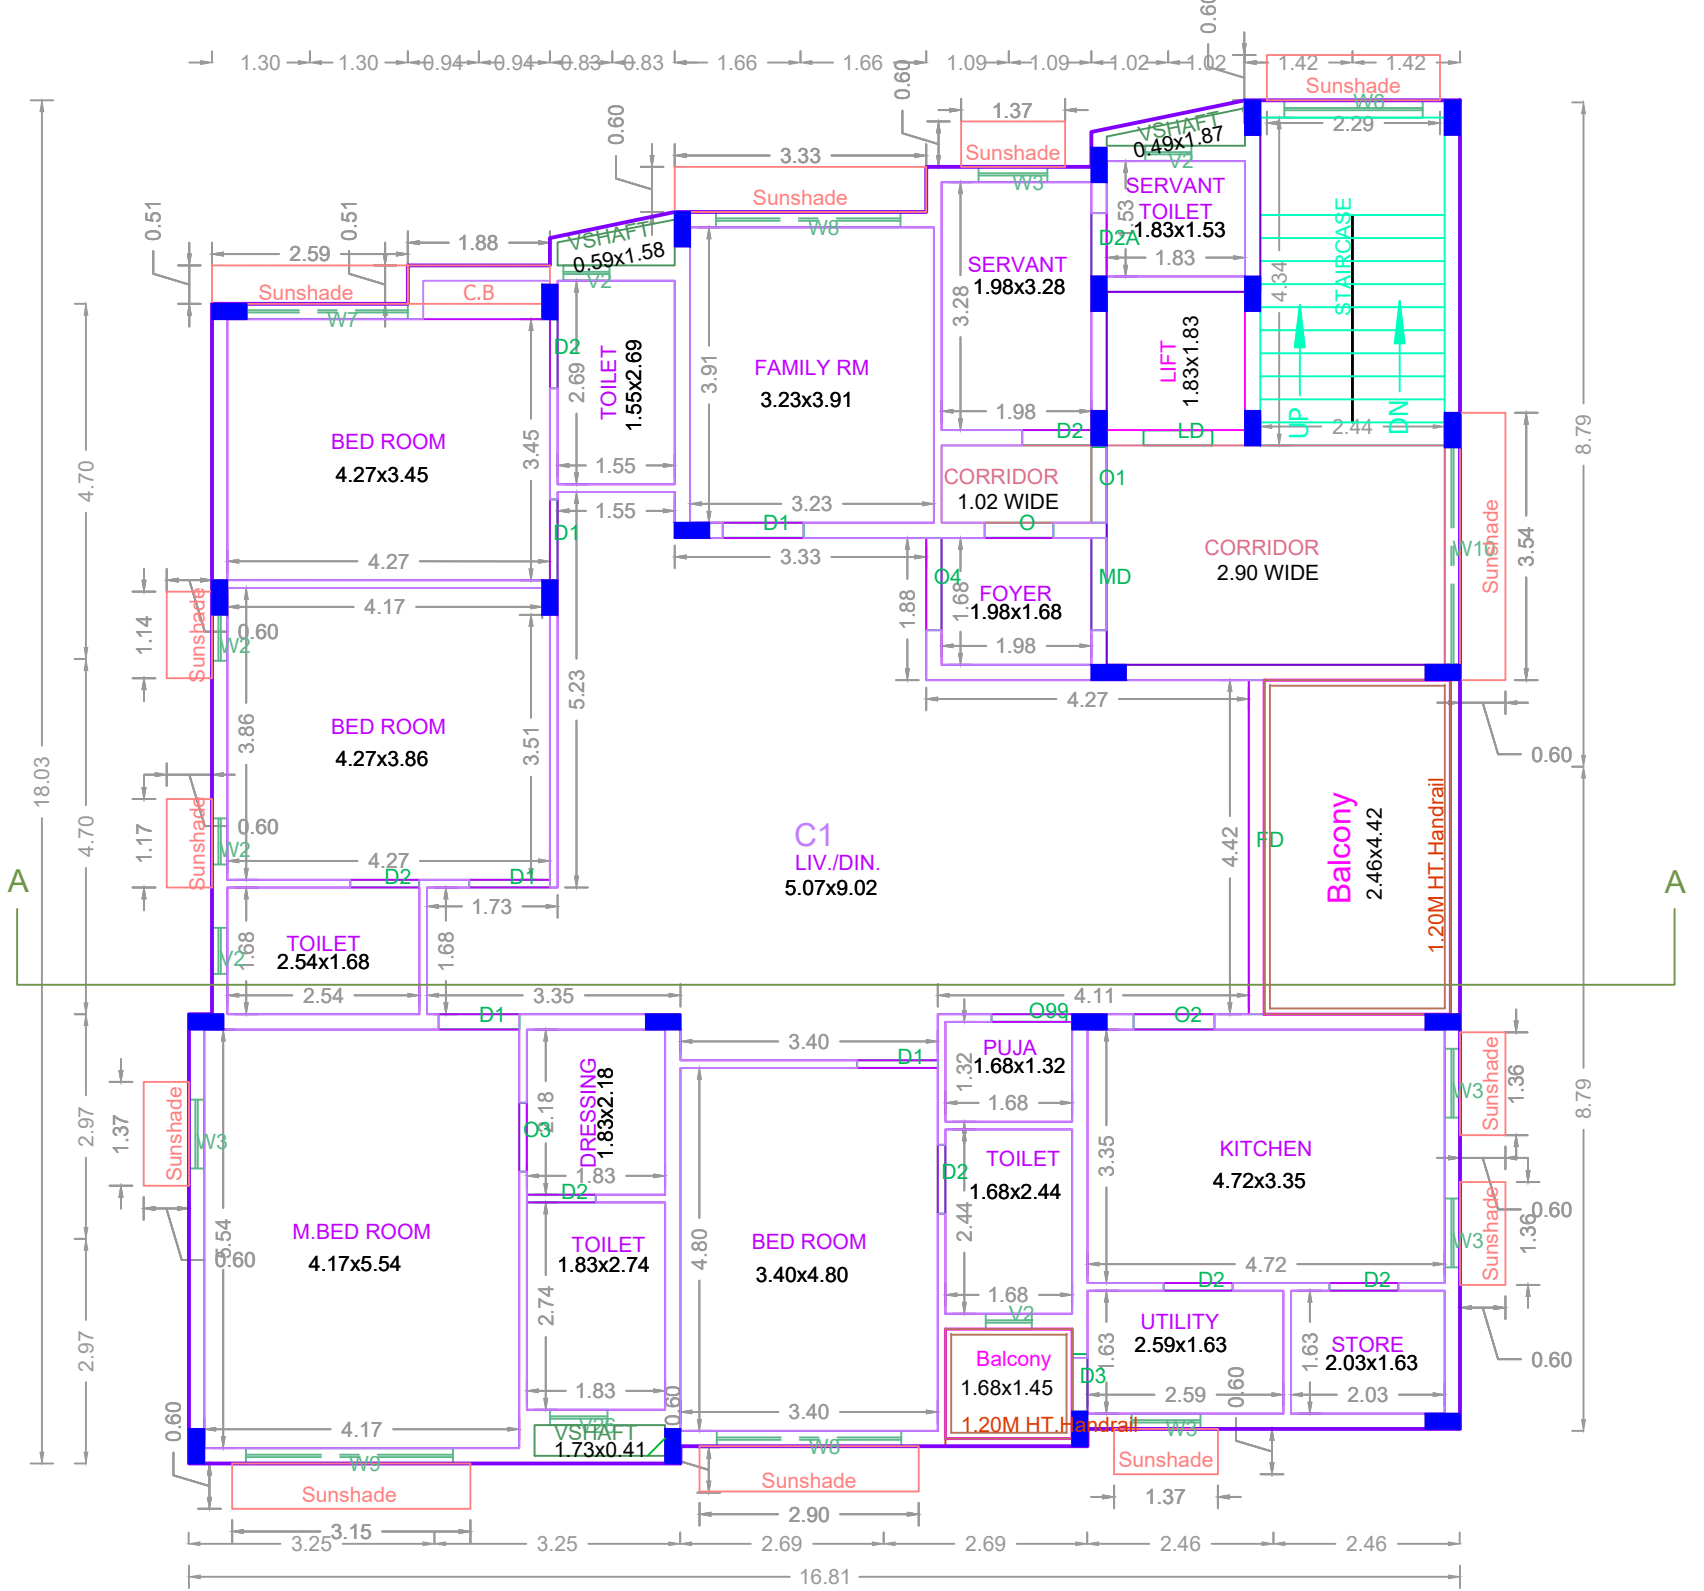 0.60
1.30 1.30 0.94 0.94 0.83 0.83 1.66 1.66 1.09 1.09 1.02 1.02 1.42 1.42
Sunshade
W6
2.29
0.60
0.60
1.37
Sunshade
W3
VSHAFT
0.49x1.87
V2
3.33
Sunshade
W8
SERVANT
TOILET
1.83x1.53
1.83
D2A
STAIRCASE
4.34
UP
DN
2.44
0.51
0.51
2.59
1.88
Sunshade
C.B
W7
VSHAFT
0.59x1.58
V2
SERVANT
1.98x3.28
3.28
1.98
D2
LIFT
1.83x1.83
LD
D2
TOILET
1.55x2.69
2.69
1.55
1.55
FAMILY RM
3.23x3.91
3.91
3.23
D1
3.33
BED ROOM
4.27x3.45
3.45
4.27
D1
CORRIDOR
1.02 WIDE
O1
O
CORRIDOR
2.90 WIDE
W10
Sunshade
3.54
8.79
O4
FOYER
1.98x1.68
1.68
1.98
1.88
MD
4.27
0.60
18.03
4.70
4.70
1.14
Sunshade
0.60
W2
4.17
3.86
BED ROOM
4.27x3.86
3.51
5.23
1.17
Sunshade
0.60
W2
4.27
D2
D1
1.73
C1
LIV./DIN.
5.07x9.02
4.42
FD
Balcony
2.46x4.42
1.20M HT.Handrail
A
A
TOILET
2.54x1.68
1.68
V2
1.68
2.54
3.35
4.11
D1
O99
O2
3.40
D1
PUJA
1.68x1.32
1.32
1.68
2.97
2.97
1.37
Sunshade
W3
0.60
M.BED ROOM
4.17x5.54
5.54
4.17
DRESSING
1.83x2.18
2.18
O3
1.83
D2
TOILET
1.83x2.74
2.74
1.83
BED ROOM
3.40x4.80
4.80
3.40
D2
TOILET
1.68x2.44
2.44
1.68
V2
KITCHEN
4.72x3.35
3.35
4.72
D2
D2
W3
Sunshade
1.36
W3
Sunshade
1.36
0.60
0.60
8.79
UTILITY
2.59x1.63
1.63
2.59
STORE
2.03x1.63
1.63
2.03
Balcony
1.68x1.45
D3
1.20M HT.Handrail
W3
0.60
Sunshade
1.37
VSHAFT
1.73x0.41
0.60
W8
Sunshade
2.90
0.60
W9
Sunshade
3.15
3.25 3.25 2.69 2.69 2.46 2.46
16.81